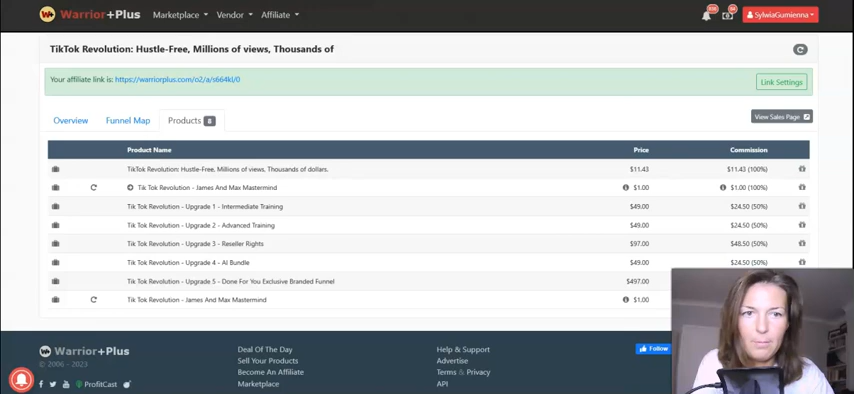 Warrior+Plus Marketplace Vendor Affiliate SylwiaGumienna
TikTok Revolution: Hustle-Free, Millions of views, Thousands of
Your affiliate link is: https://warriorplus.com/o2/a/s664kl/0 Link Settings
Overview Funnel Map Products 8 View Sales Page
Product Name Price Commission
TikTok Revolution: Hustle-Free, Millions of views, Thousands of dollars. $11.43 $11.43 (100%)
Tik Tok Revolution - James And Max Mastermind $1.00 $1.00 (100%)
Tik Tok Revolution - Upgrade 1 - Intermediate Training $49.00 $24.50 (50%)
Tik Tok Revolution - Upgrade 2 - Advanced Training $49.00 $24.50 (50%)
Tik Tok Revolution - Upgrade 3 - Reseller Rights $97.00 $48.50 (50%)
Tik Tok Revolution - Upgrade 4 - AI Bundle $49.00 $24.50 (50%)
Tik Tok Revolution - Upgrade 5 - Done For You Exclusive Branded Funnel $497.00
Tik Tok Revolution - James And Max Mastermind $1.00
Warrior+Plus Deal Of The Day Help & Support Follow
© 2006 - 2023 Sell Your Products Advertise
Become An Affiliate Terms & Privacy
ProfitCast Marketplace API